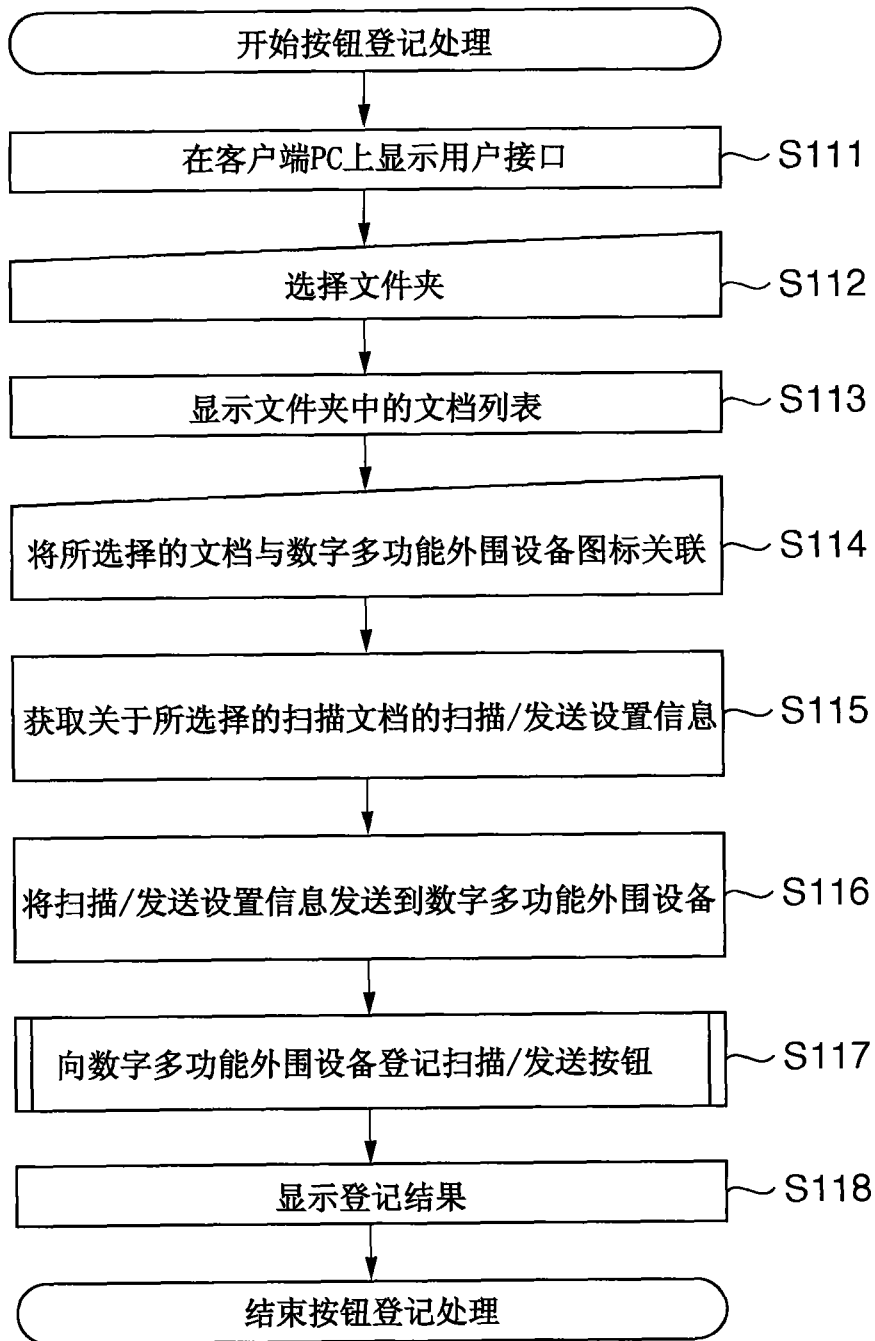 开始按钮登记处理
在客户端PC上显示用户接口
S111
选择文件夹
S112
显示文件夹中的文档列表
S113
将所选择的文档与数字多功能外围设备图标关联
S114
获取关于所选择的扫描文档的扫描/发送设置信息
S115
将扫描/发送设置信息发送到数字多功能外围设备
S116
向数字多功能外围设备登记扫描/发送按钮
S117
显示登记结果
S118
结束按钮登记处理